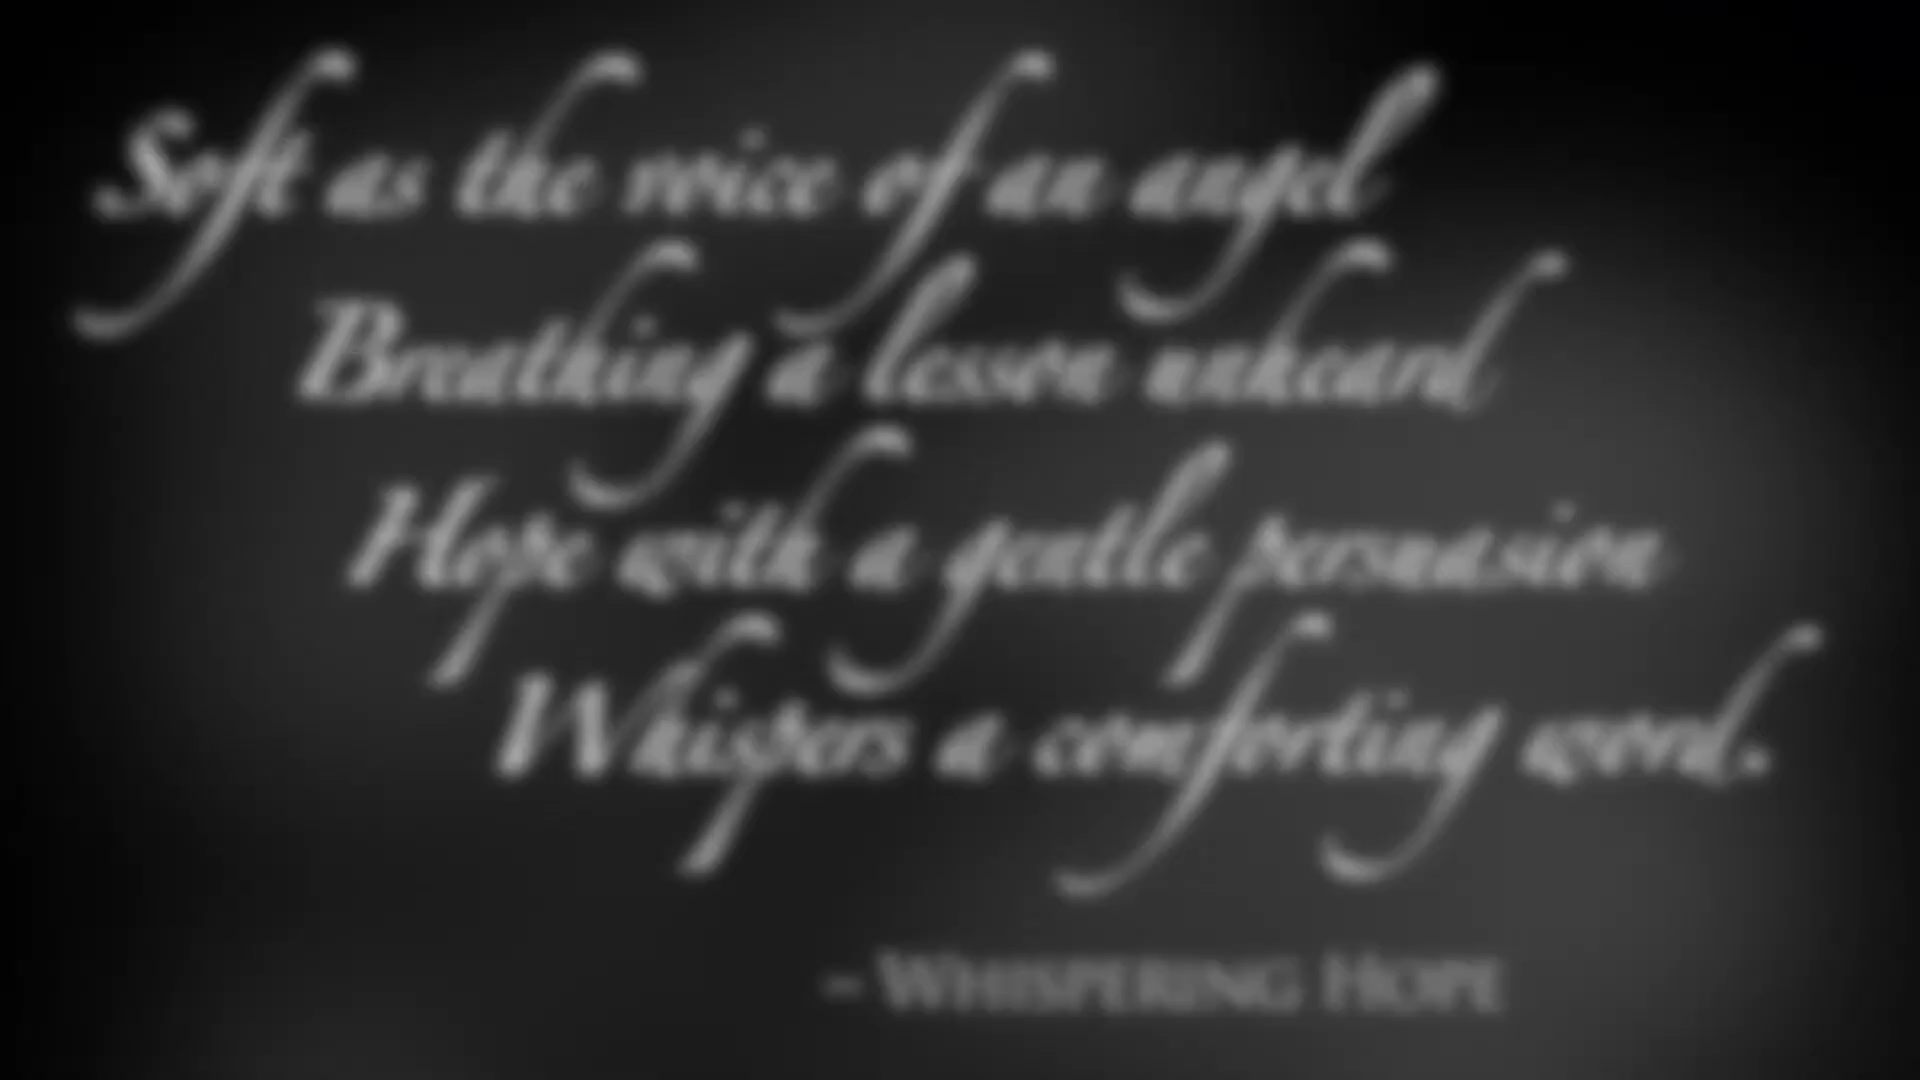 Soft as the voice of an angel
Breathing a lesson unheard
Hope with a gentle persuasion
Whispers a comforting word.
– WHISPERING HOPE